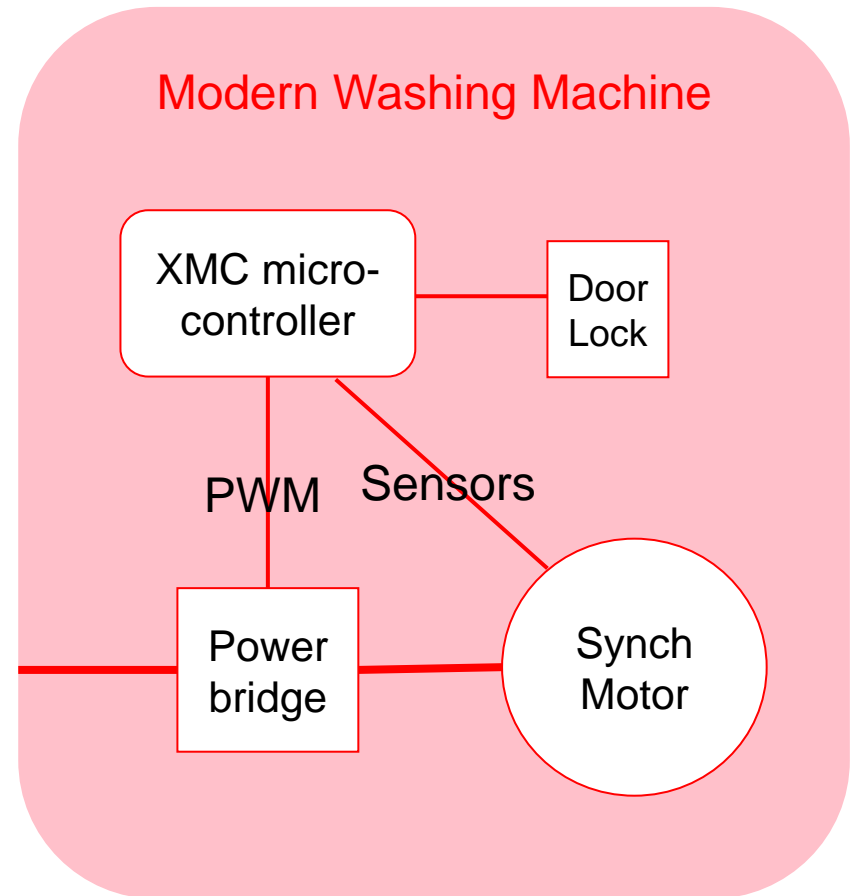 Modern Washing Machine
XMC micro-
controller
Door
Lock
PWM
Sensors
Power
bridge
Synch
Motor